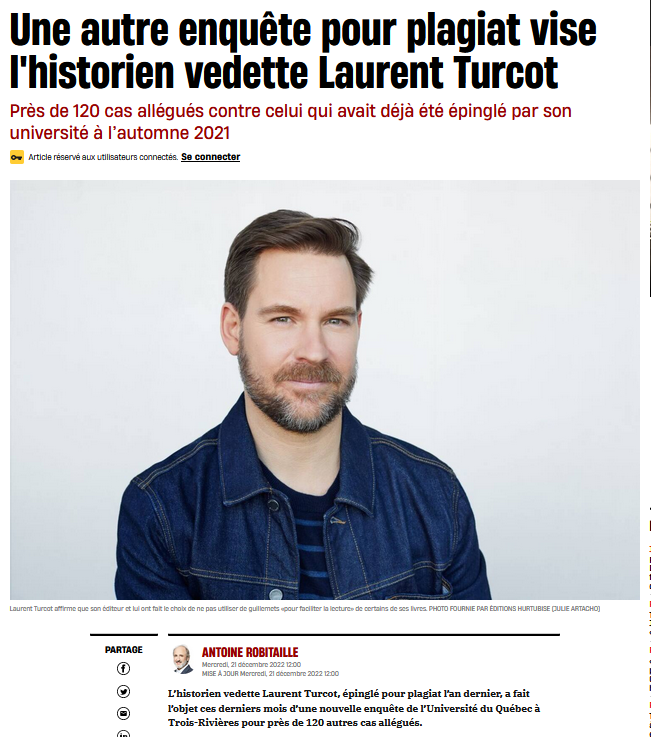 Une autre enquête pour plagiat vise
l'historien vedette Laurent Turcot
Près de 120 cas allégués contre celui qui avait déjà été épinglé par son
université à l'automne 2021
Article réservé aux utilisateurs connectés. Se connecter
Laurent Turcot affirme que son éditeur et lui ont fait le choix de ne pas utiliser de guillemets «pour faciliter la lecture» de certains de ses livres. PHOTO FOURNIE PAR ÉDITIONS HURTUBISE (JULIE ARTACHO)
PARTAGE
ANTOINE ROBITAILLE
Mercredi, 21 décembre 2022 12:00
MISE À JOUR Mercredi, 21 décembre 2022 12:00
L'historien vedette Laurent Turcot, épinglé pour plagiat l'an dernier, a fait
l'objet ces derniers mois d'une nouvelle enquête de l'Université du Québec à
Trois-Rivières pour près de 120 autres cas allégués.